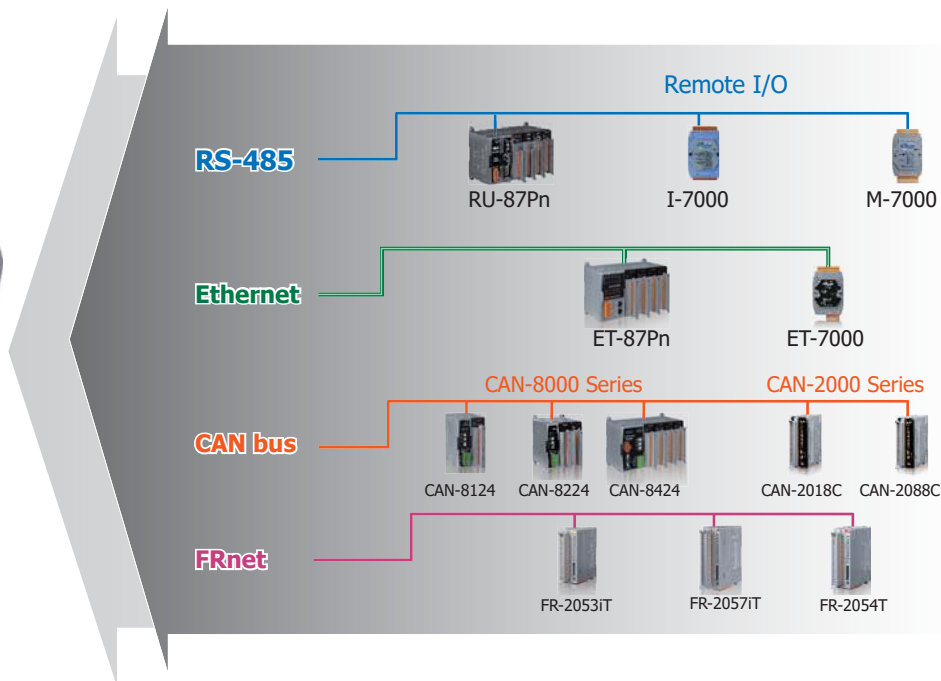 Remote I/O
RS-485
RU-87Pn I-7000 M-7000
Ethernet
ET-87Pn ET-7000
CAN-8000 Series CAN-2000 Series
CAN bus
CAN-8124 CAN-8224 CAN-8424 CAN-2018C CAN-2088C
FRnet
FR-2053iT FR-2057iT FR-2054T